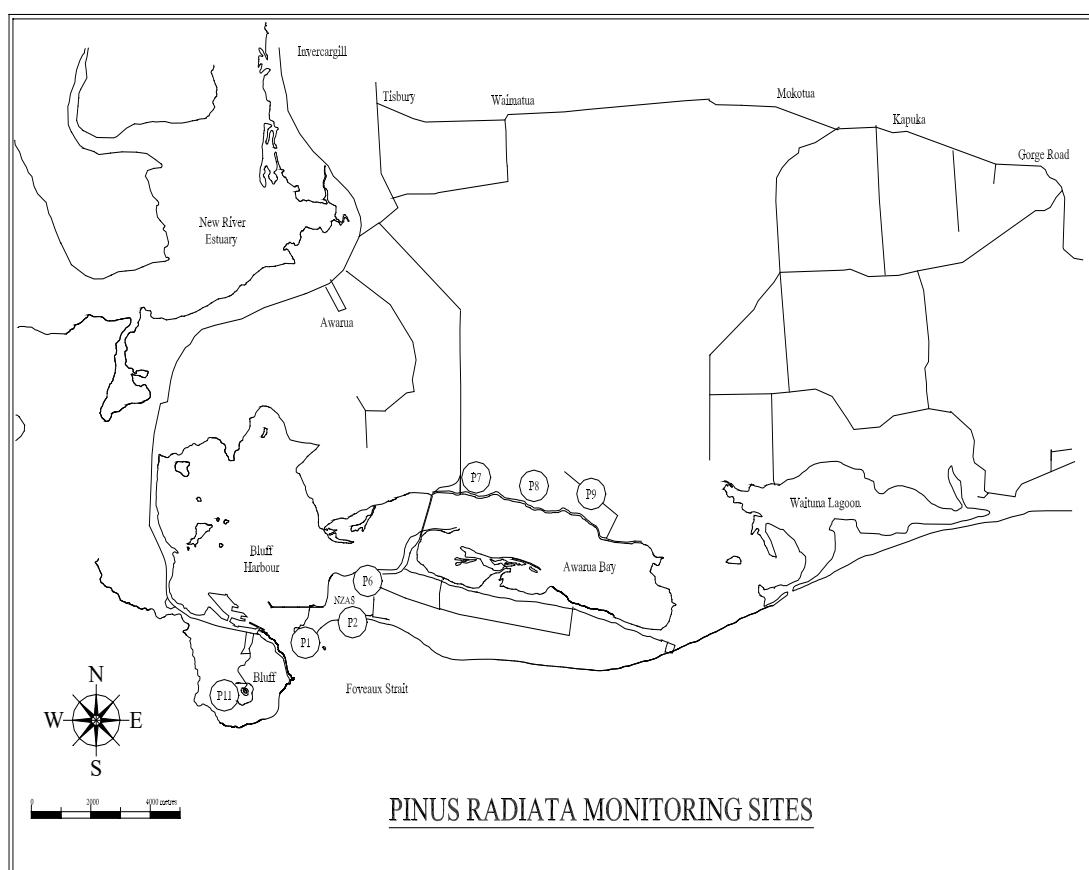 Invercargill
Tisbury
Waimatua
Mokotua
Kapuka
Gorge Road
New River
Estuary
Awarua
P7
P8
P9
Waituna Lagoon
Bluff
Harbour
Awarua Bay
P6
NZAS
P2
P1
Bluff
P11
Foveaux Strait
N
W
E
S
0
2000
4000 metres
PINUS RADIATA MONITORING SITES